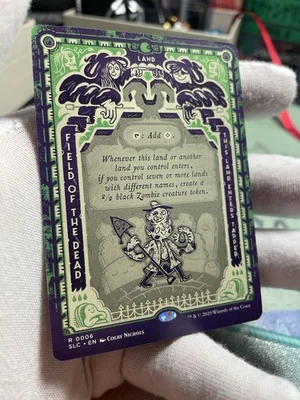 LAND
FIELD OF THE DEAD
: Add
Whenever this land or another
land you control enters,
if you control seven or more lands
with different names, create a
2/2 black Zombie creature token.
THIS LAND ENTERS TAPPED
R 0006
SLC • EN Colby Nichols
™ & © 2025 Wizards of the Coast